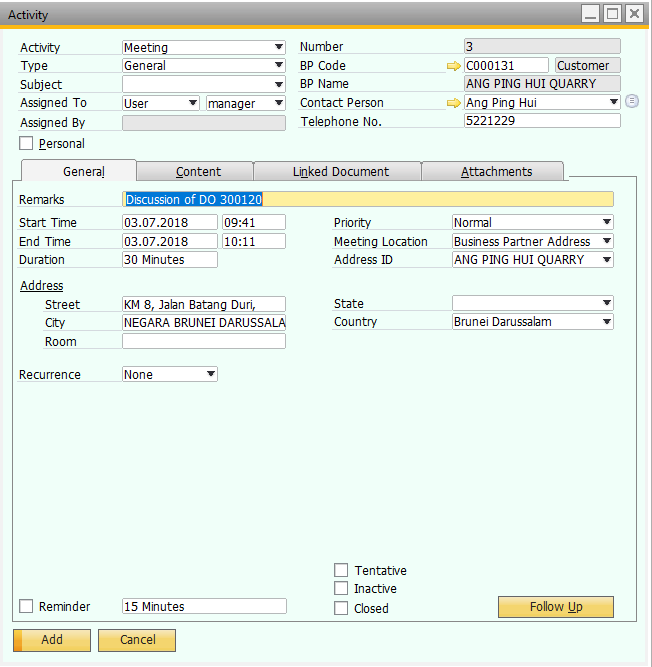 Activity
Activity Meeting Number 3
Type General BP Code C000131 Customer
Subject BP Name ANG PING HUI QUARRY
Assigned To User manager Contact Person Ang Ping Hui
Assigned By Telephone No. 5221229
Personal
General Content Linked Document Attachments
Remarks Discussion of DO 300120
Start Time 03.07.2018 09:41 Priority Normal
End Time 03.07.2018 10:11 Meeting Location Business Partner Address
Duration 30 Minutes Address ID ANG PING HUI QUARRY
Address
Street KM 8, Jalan Batang Duri, State
City NEGARA BRUNEI DARUSSALA Country Brunei Darussalam
Room
Recurrence None
Tentative
Inactive
Reminder 15 Minutes Closed Follow Up
Add Cancel